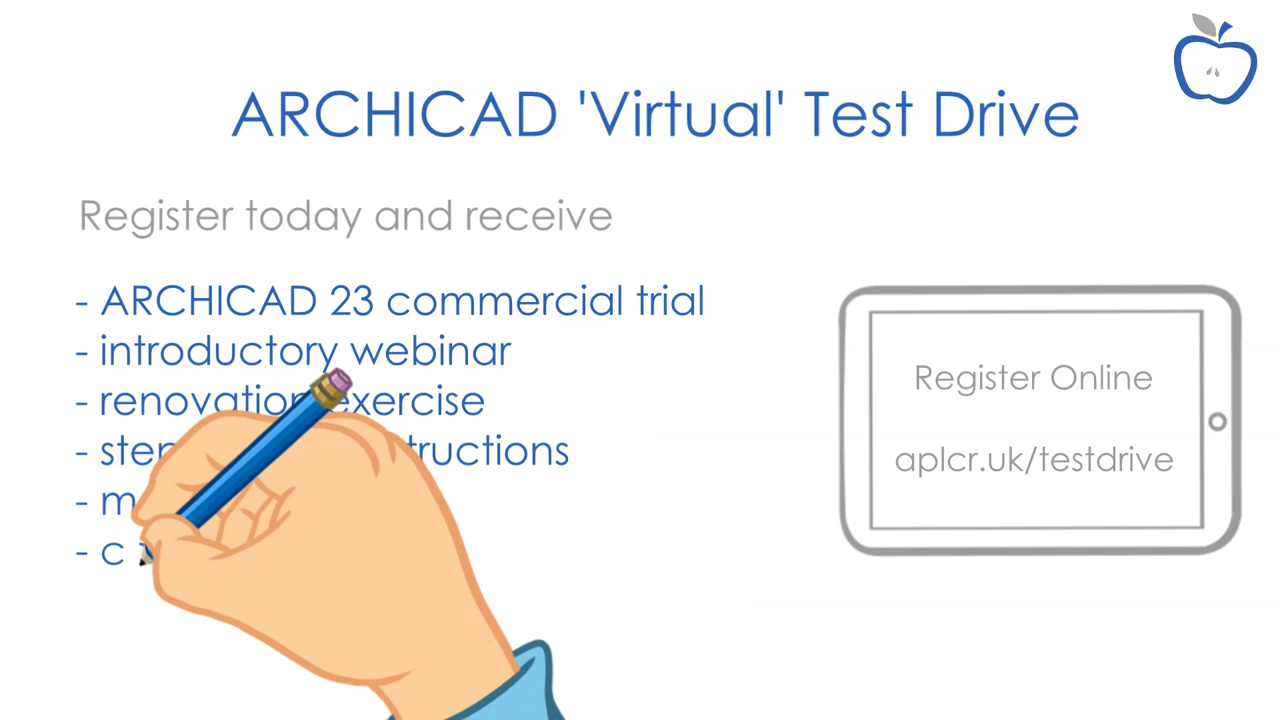 ARCHICAD 'Virtual' Test Drive
Register today and receive
- ARCHICAD 23 commercial trial
- introductory webinar
- renovation exercise
-
-
-
Register Online
aplcr.uk/testdrive